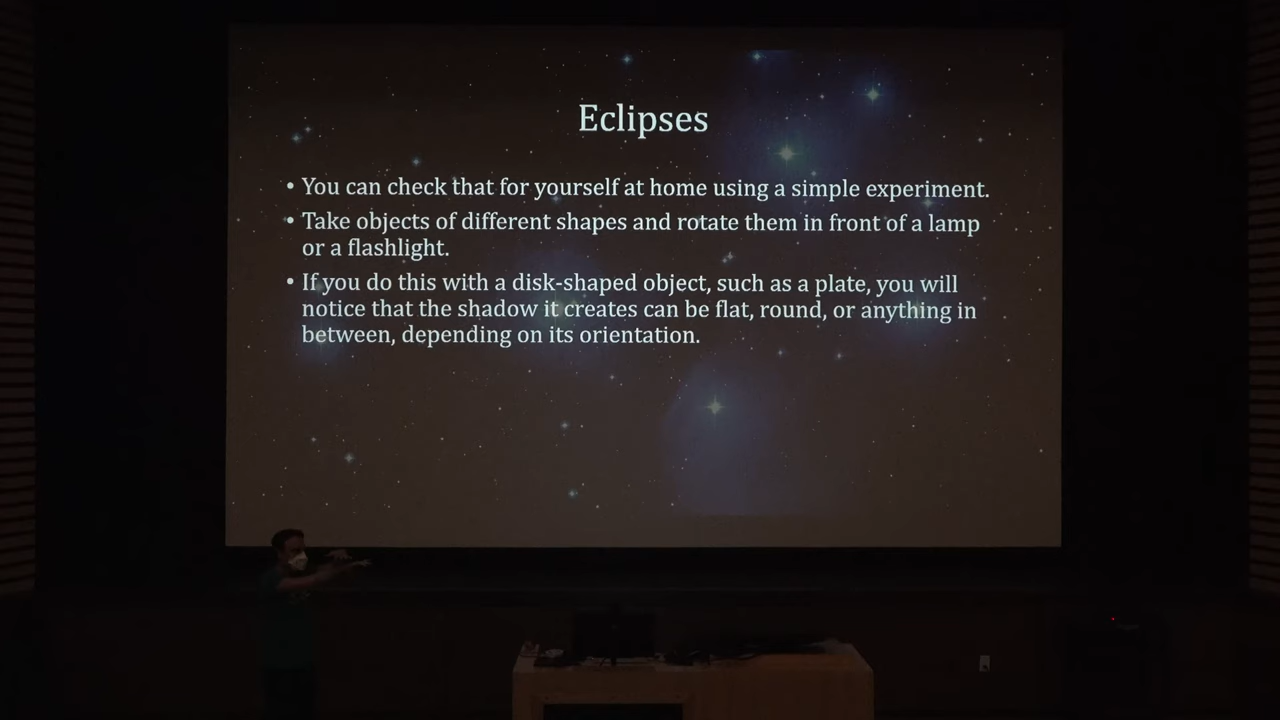 Eclipses
• You can check that for yourself at home using a simple experiment.
• Take objects of different shapes and rotate them in front of a lamp
or a flashlight.
• If you do this with a disk-shaped object, such as a plate, you will
notice that the shadow it creates can be flat, round, or anything in
between, depending on its orientation.